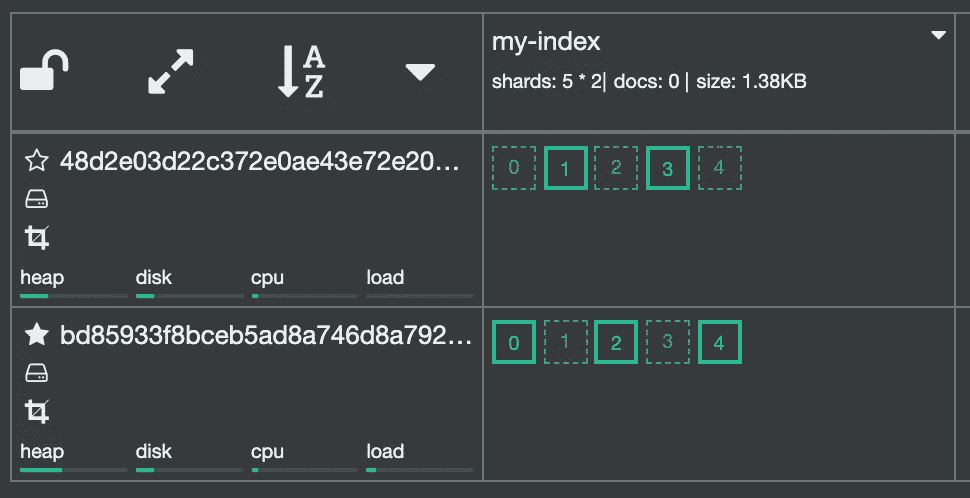 A
Z
my-index
shards: 5 * 2| docs: 0 | size: 1.38KB
48d2e03d22c372e0ae43e72e20...
0 1 2 3 4
heap disk cpu load
bd85933f8bceb5ad8a746d8a792...
0 1 2 3 4
heap disk cpu load